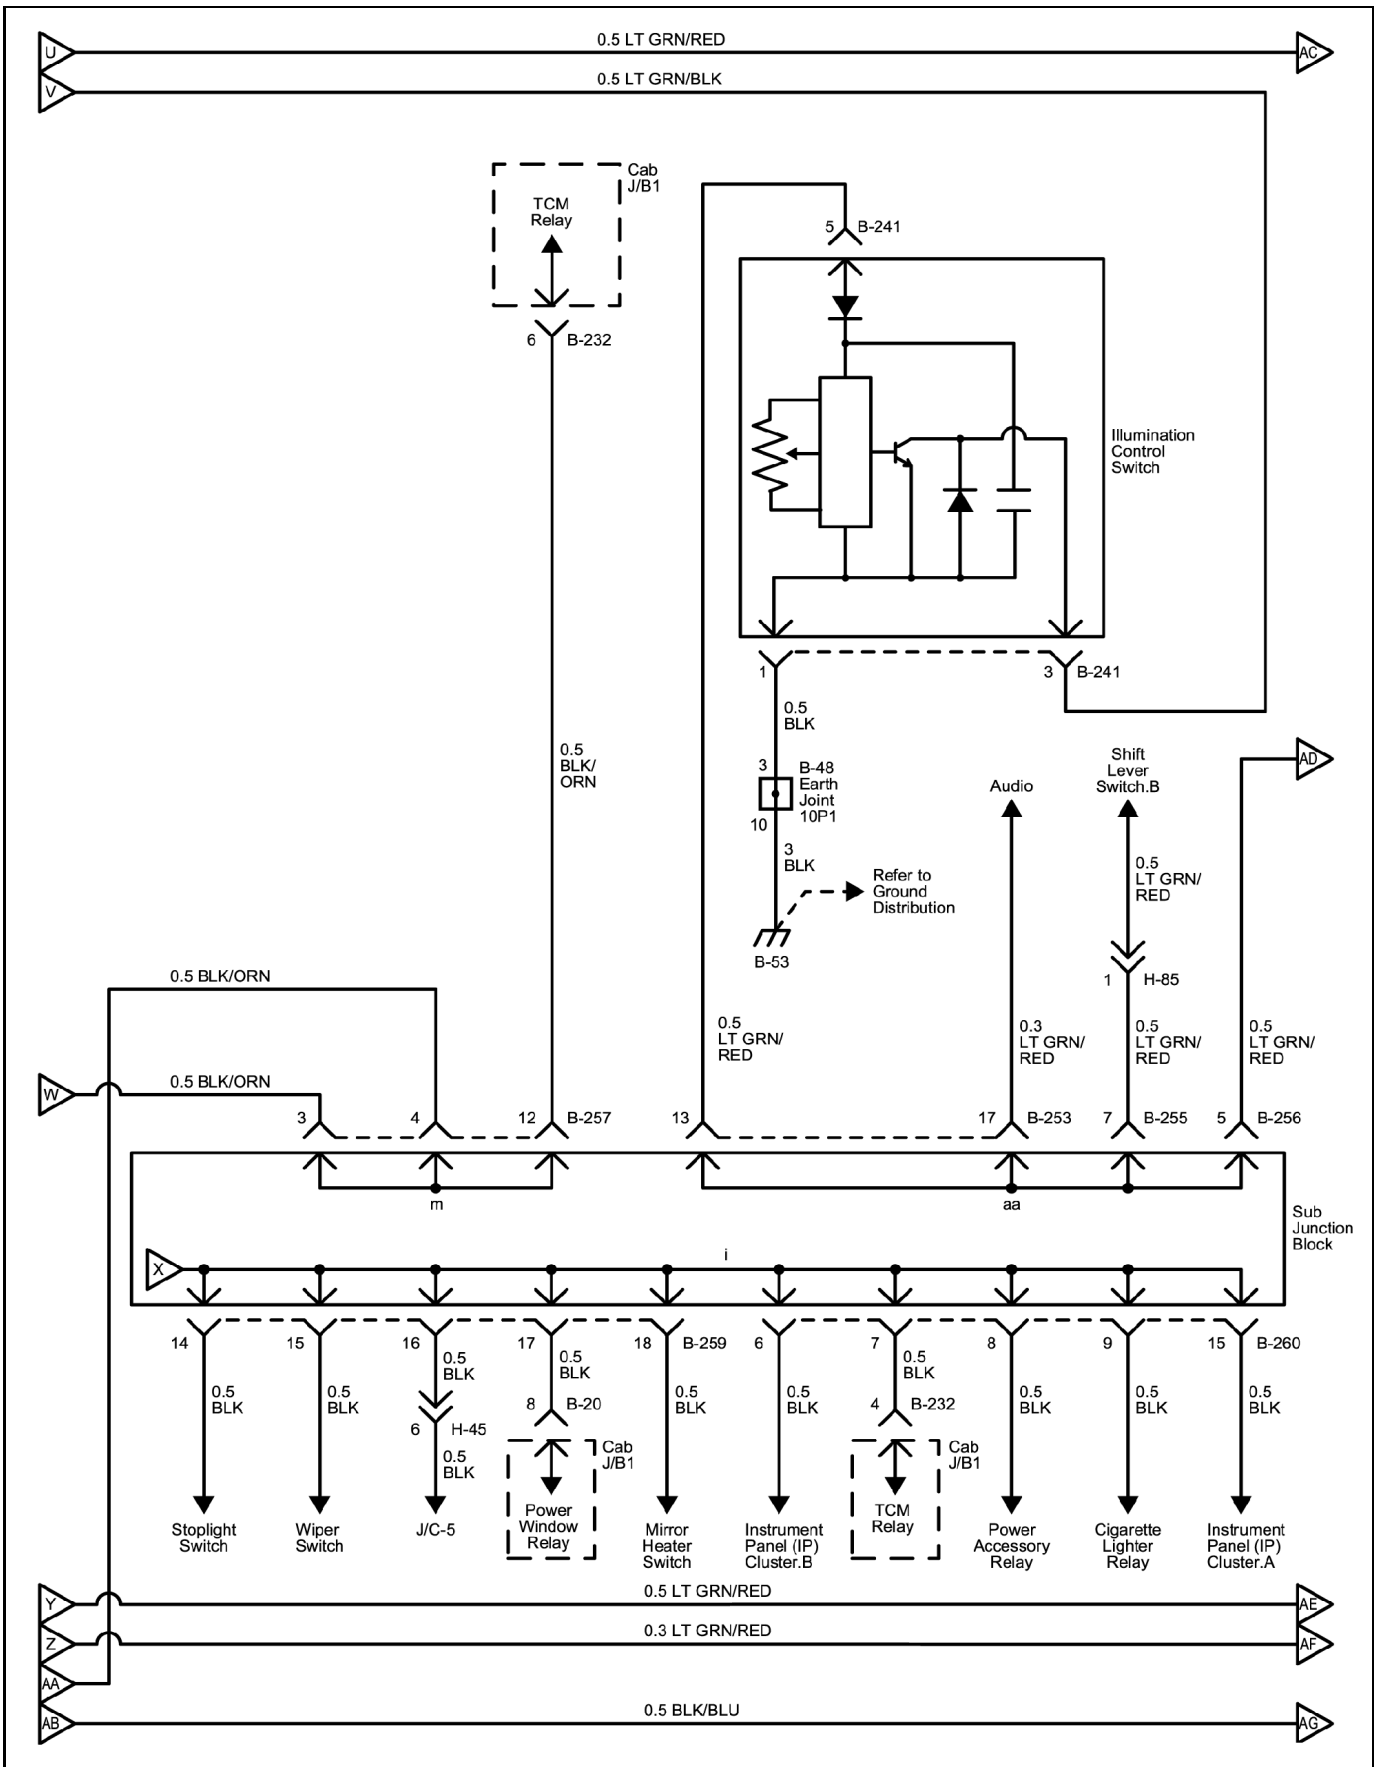 U
0.5 LT GRN/RED
AC
V
0.5 LT GRN/BLK
Cab
J/B1
TCM
Relay
6
B-232
5
B-241
Illumination
Control
Switch
1
3
B-241
0.5
BLK
3
B-48
Earth
Joint
10P1
10
3
BLK
Refer to
Ground
Distribution
B-53
0.5
BLK/
ORN
Audio
Shift
Lever
Switch.B
AD
0.5
LT GRN/
RED
1
H-85
0.5 BLK/ORN
0.5
LT GRN/
RED
0.3
LT GRN/
RED
0.5
LT GRN/
RED
0.5
LT GRN/
RED
W
0.5 BLK/ORN
3
4
12
B-257
13
17
B-253
7
B-255
5
B-256
m
aa
Sub
Junction
Block
X
i
14
15
16
17
18
B-259
6
7
8
9
15
B-260
0.5
BLK
0.5
BLK
0.5
BLK
6
H-45
0.5
BLK
0.5
BLK
8
B-20
Cab
J/B1
0.5
BLK
0.5
BLK
0.5
BLK
4
B-232
Cab
J/B1
0.5
BLK
0.5
BLK
0.5
BLK
Stoplight
Switch
Wiper
Switch
J/C-5
Power
Window
Relay
Mirror
Heater
Switch
Instrument
Panel (IP)
Cluster.B
TCM
Relay
Power
Accessory
Relay
Cigarette
Lighter
Relay
Instrument
Panel (IP)
Cluster.A
Y
0.5 LT GRN/RED
AE
Z
0.3 LT GRN/RED
AF
AA
AB
0.5 BLK/BLU
AG